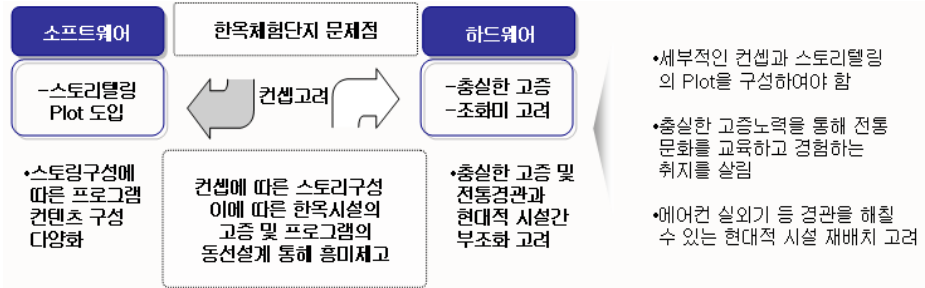 소프트웨어
한옥체험단지 문제점
하드웨어
-스토리텔링
Plot 도입
컨셉고려
-충실한 고증
-조화미 고려
•스토링구성에
따른 프로그램
컨텐츠 구성
다양화
컨셉에 따른 스토리구성
이에 따른 한옥시설의
고증 및 프로그램의
동선설계 통해 흥미제고
•충실한 고증 및
전통경관과
현대적 시설간
부조화 고려
•세부적인 컨셉과 스토리텔링
의 Plot을 구성하여야 함
•충실한 고증노력을 통해 전통
문화를 교육하고 경험하는
취지를 살림
•에어컨 실외기 등 경관을 해칠
수 있는 현대적 시설 재배치 고려